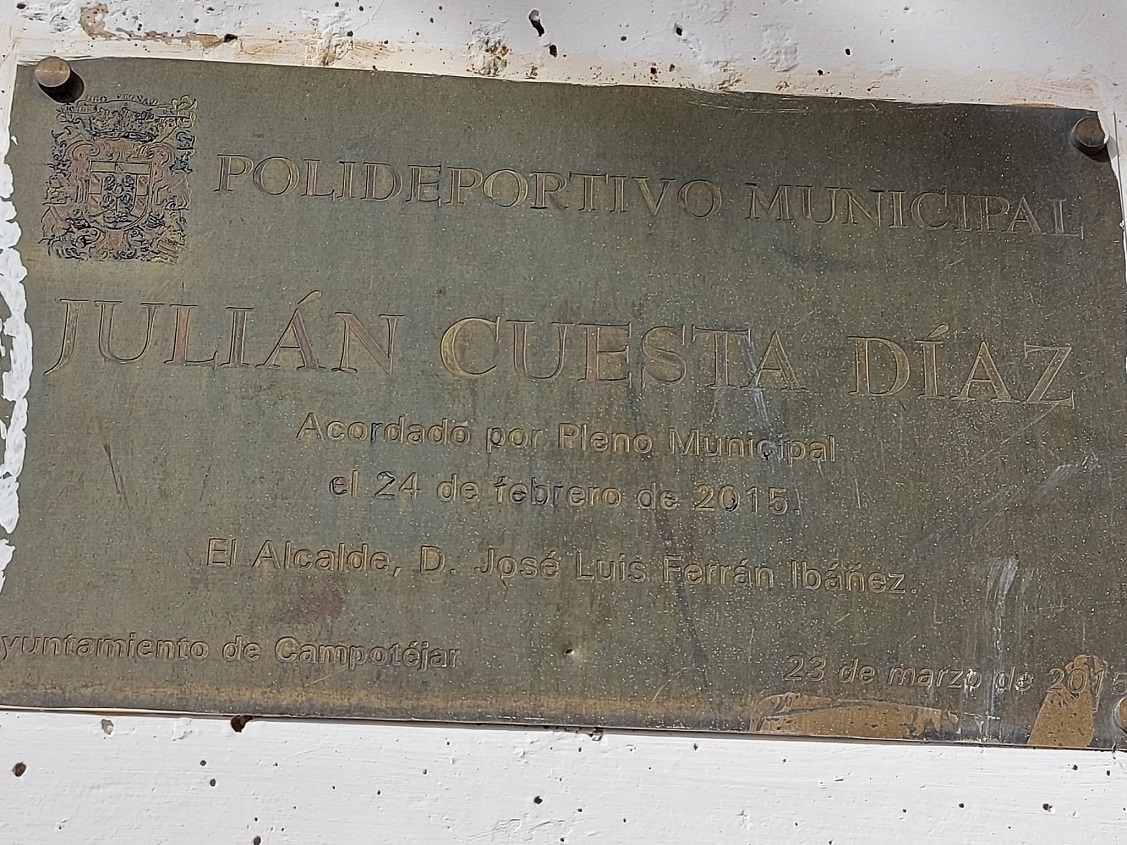 POLIDEPORTIVO MUNICIPAL
JULIÁN CUESTA DÍAZ
Acordado por Pleno Municipal
el 24 de febrero de 2015.
El Alcalde, D. José Luis Ferrán Ibáñez.
yuntamiento de Campotéjar
23 de marzo de 2015